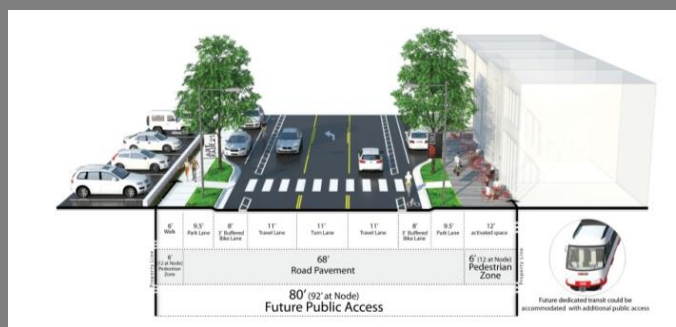 6'
Walk
9.5'
Park Lane
8'
3' Buffered
Bike Lane
11'
Travel Lane
11'
Turn Lane
11'
Travel Lane
8'
3' Buffered
Bike Lane
9.5'
Park Lane
12'
activated space
Property Line
6'
(12 at Node)
Pedestrian
Zone
68'
Road Pavement
6' (12 at Node)
Pedestrian
Zone
Property Line
80' (92' at Node)
Future Public Access
Future dedicated transit could be
accommodated with additional public access